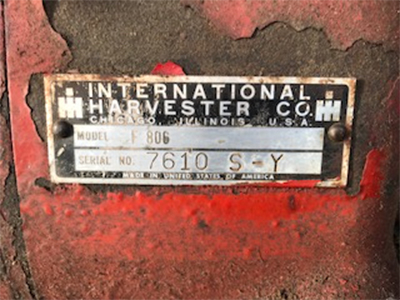 INTERNATIONAL
HARVESTER CO.
CHICAGO, ILLINOIS U.S.A.
MODEL F 806 -
SERIAL NO. 7610 S-Y
MADE IN UNITED STATES OF AMERICA